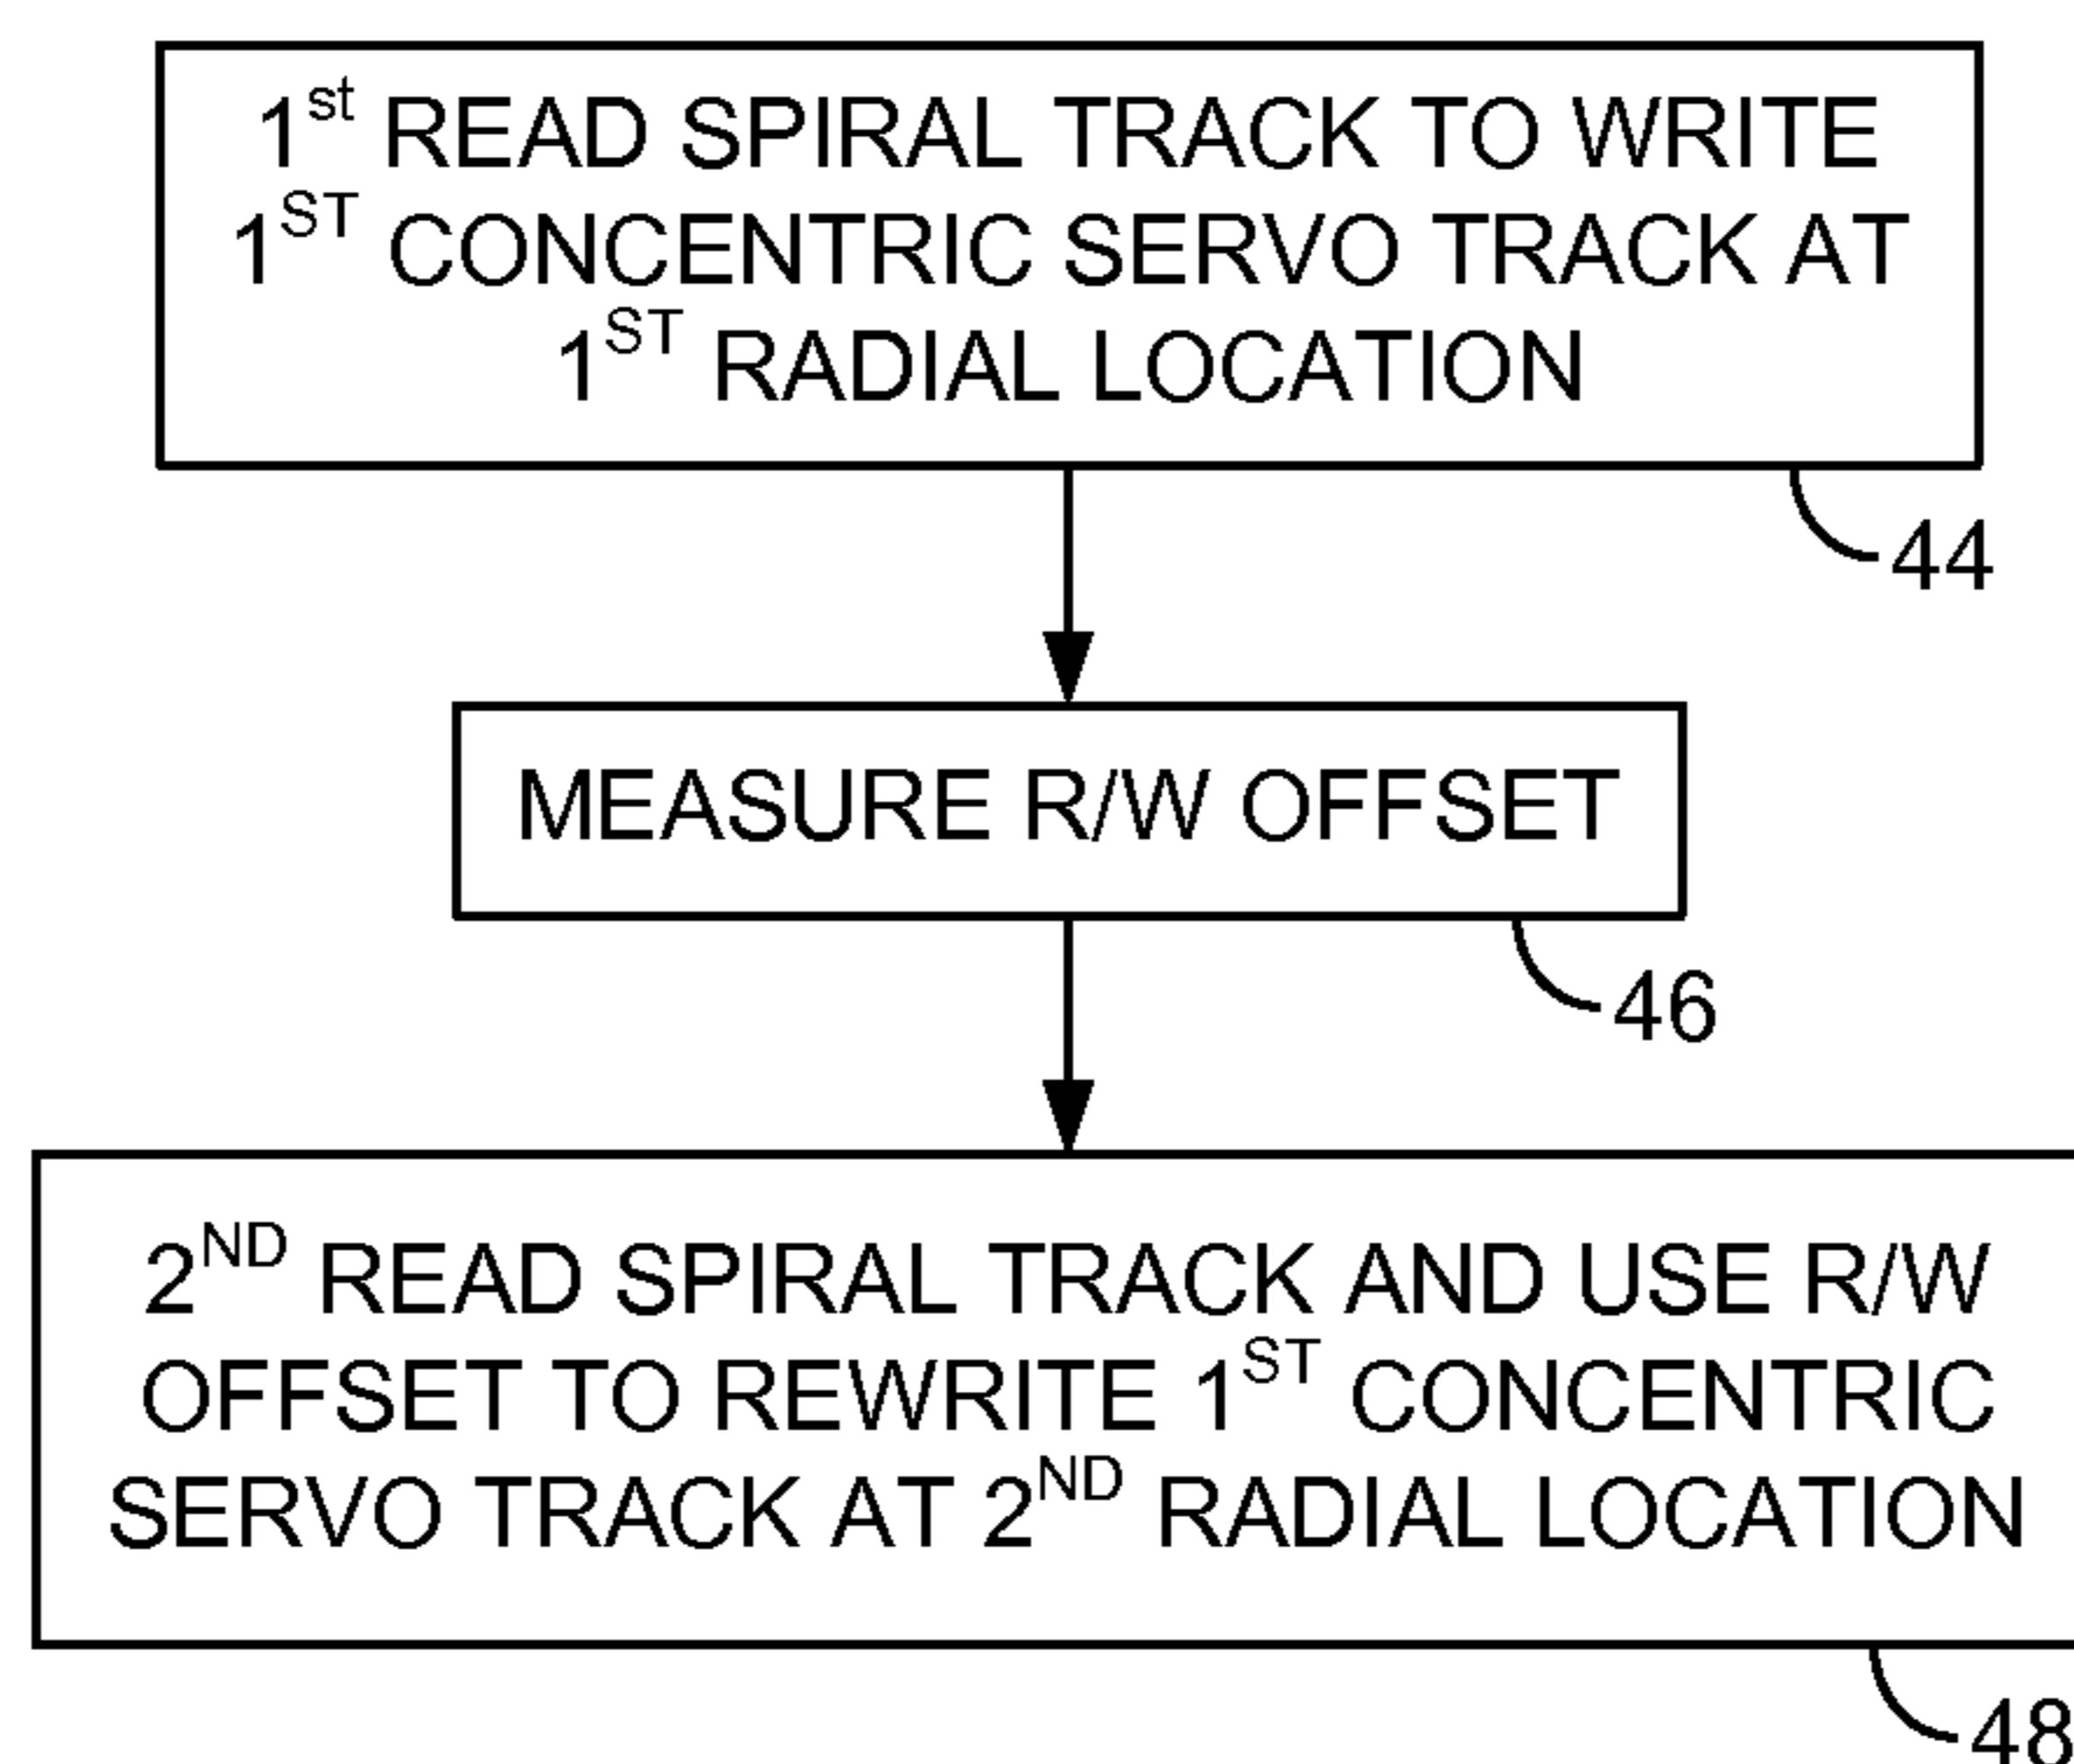 1st READ SPIRAL TRACK TO WRITE
1ST CONCENTRIC SERVO TRACK AT
1ST RADIAL LOCATION
44
MEASURE R/W OFFSET
46
2ND READ SPIRAL TRACK AND USE R/W
OFFSET TO REWRITE 1ST CONCENTRIC
SERVO TRACK AT 2ND RADIAL LOCATION
48